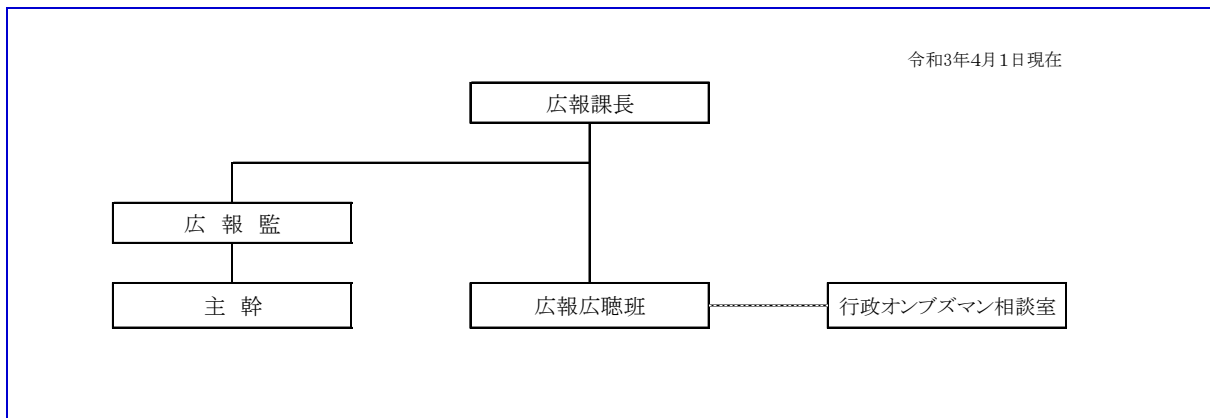 令和3年4月1日現在
広報課長
広 報 監
主 幹
広報広聴班
行政オンブズマン相談室